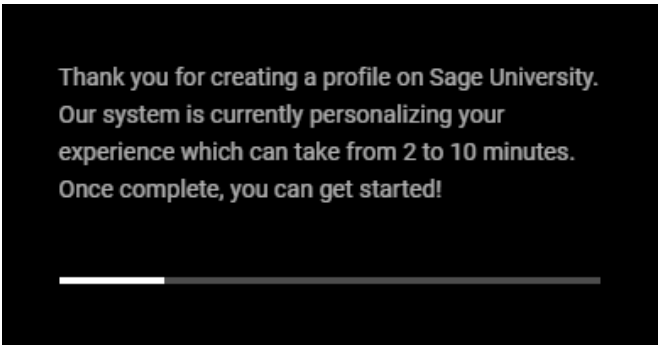 Thank you for creating a profile on Sage University.
Our system is currently personalizing your
experience which can take from 2 to 10 minutes.
Once complete, you can get started!